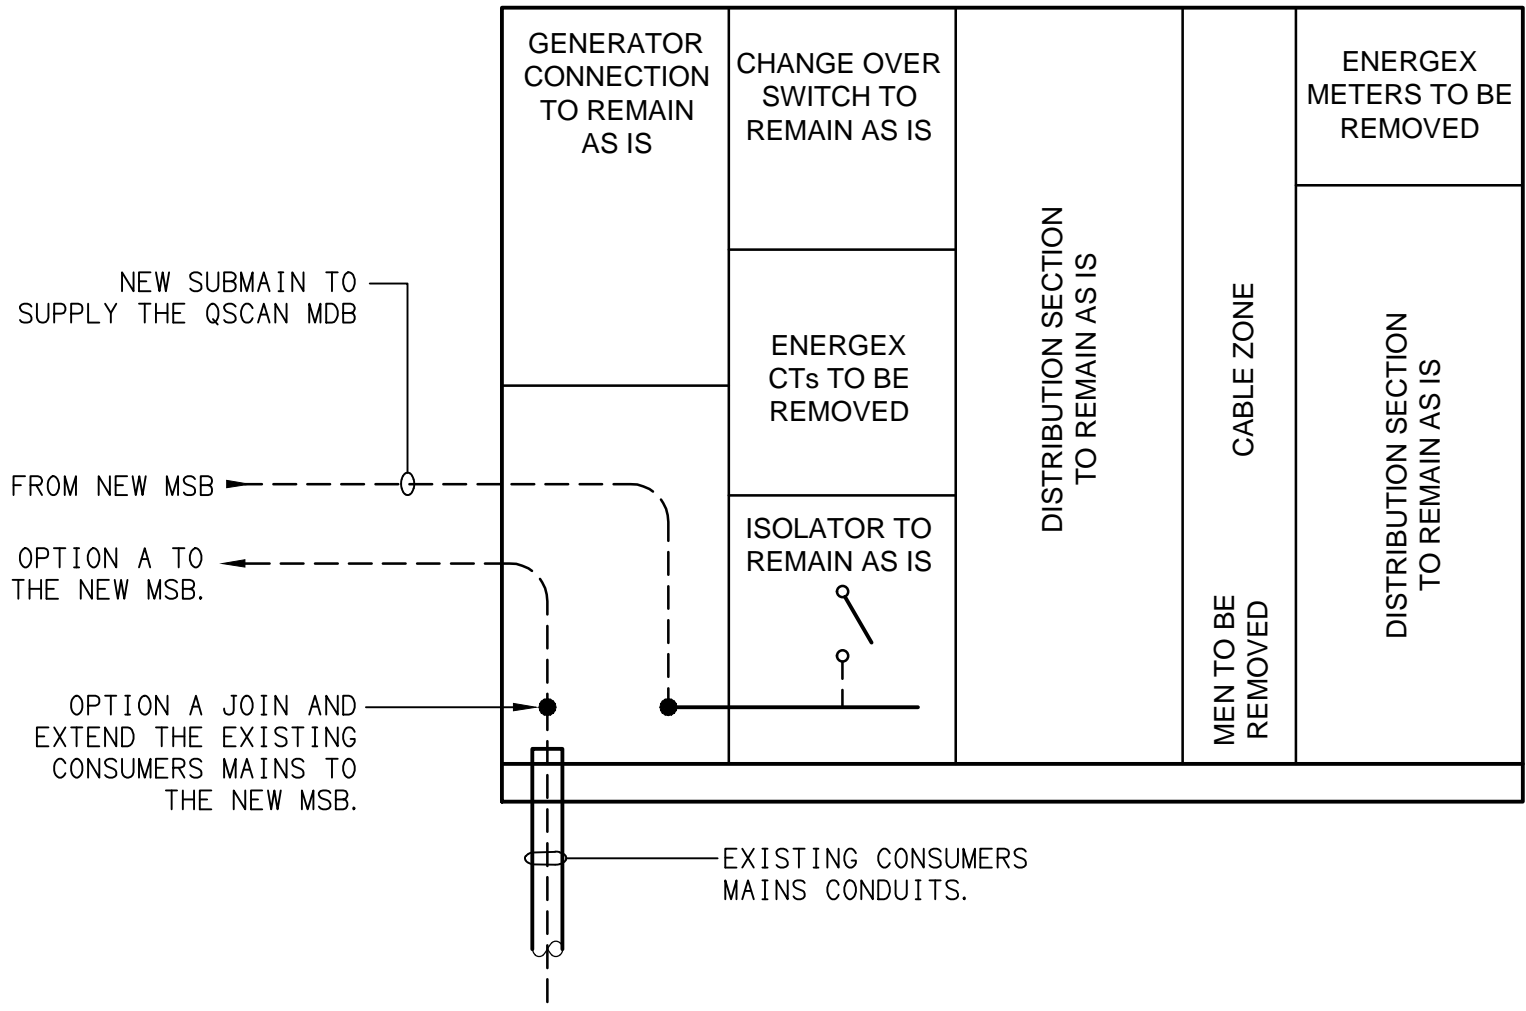 GENERATOR
CONNECTION
TO REMAIN
AS IS
CHANGE OVER
SWITCH TO
REMAIN AS IS
ENERGEX
METERS TO BE
REMOVED
DISTRIBUTION SECTION
TO REMAIN AS IS
CABLE ZONE
DISTRIBUTION SECTION
TO REMAIN AS IS
NEW SUBMAIN TO
SUPPLY THE QSCAN MDB
ENERGEX
CTs TO BE
REMOVED
FROM NEW MSB
OPTION A TO
THE NEW MSB.
ISOLATOR TO
REMAIN AS IS
MEN TO BE
REMOVED
OPTION A JOIN AND
EXTEND THE EXISTING
CONSUMERS MAINS TO
THE NEW MSB.
EXISTING CONSUMERS
MAINS CONDUITS.